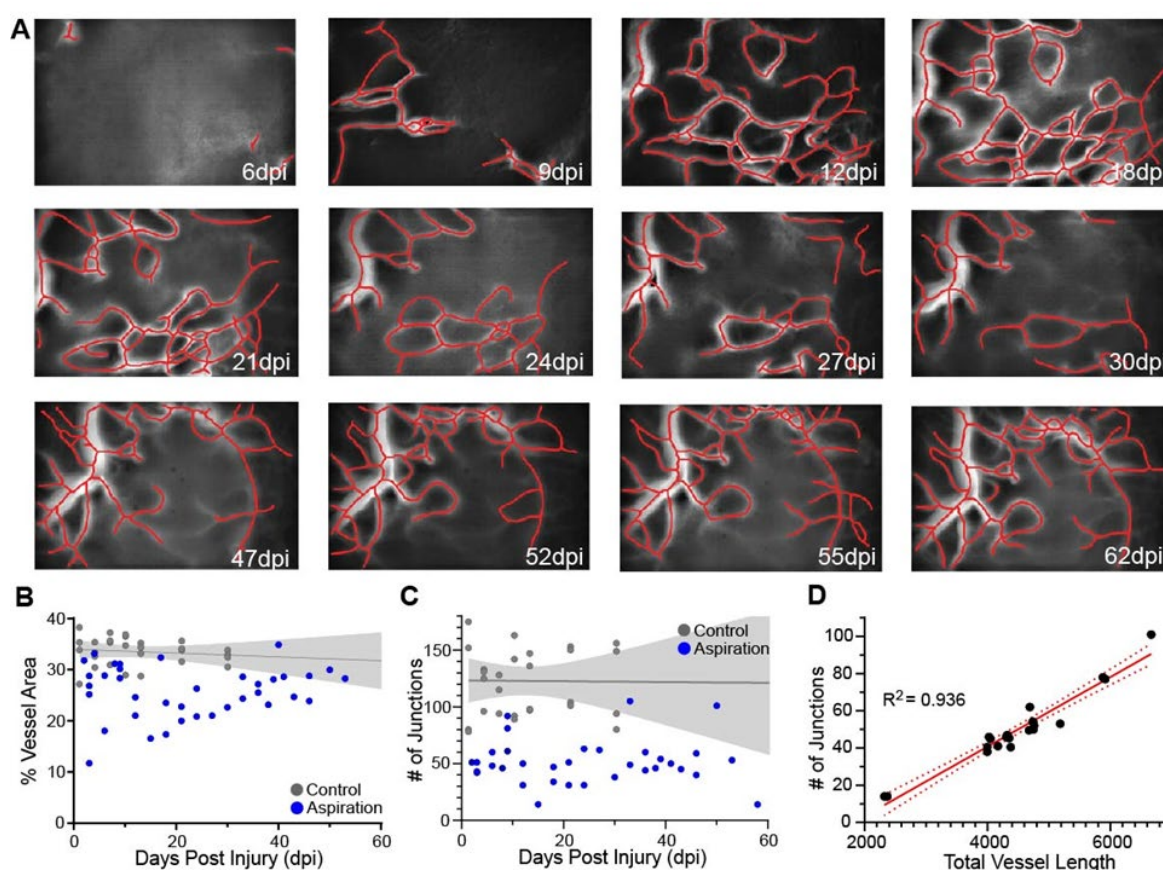 A
6dpi
9dpi
12dpi
18dpi
21dpi
24dpi
27dpi
30dpi
47dpi
52dpi
55dpi
62dpi
B
% Vessel Area
40
30
20
10
0
0
20
40
60
Days Post Injury (dpi)
Control
Aspiration
C
# of Junctions
150
100
50
0
0
20
40
60
Days Post Injury (dpi)
Control
Aspiration
D
# of Junctions
100
80
60
40
20
0
R² = 0.936
2000
4000
6000
Total Vessel Length